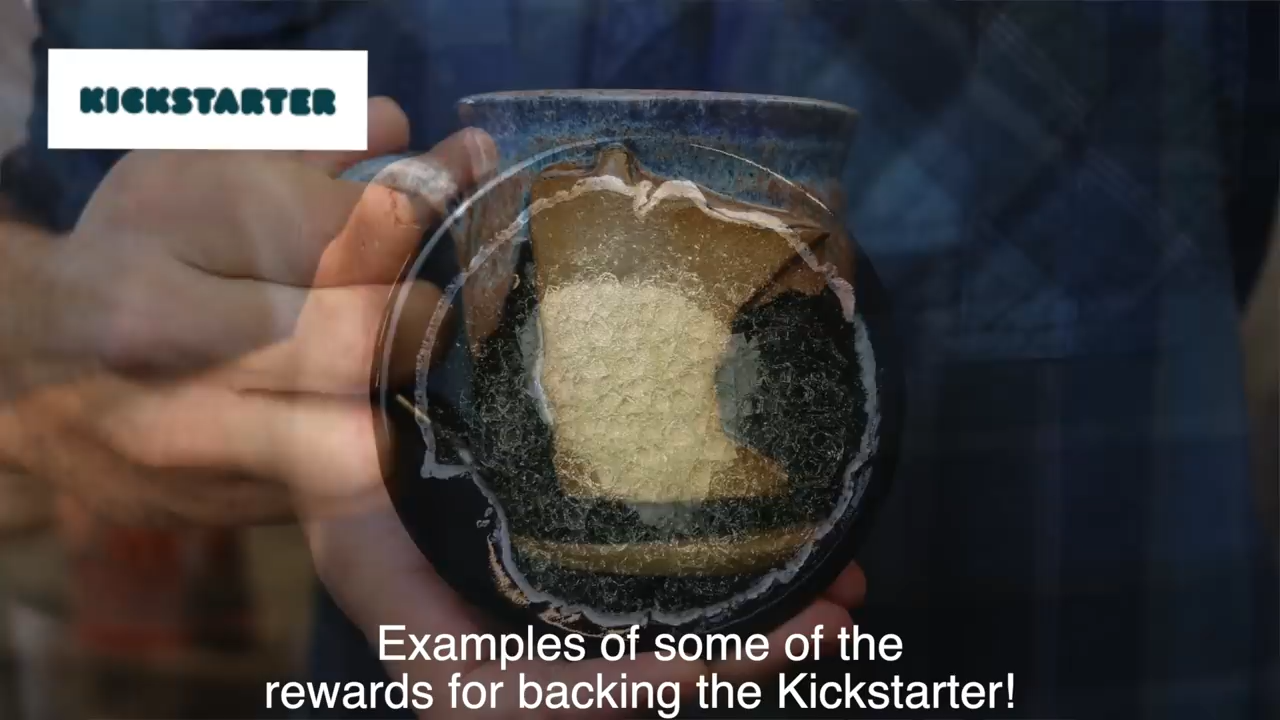 KICKSTARTER
Examples of some of the
rewards for backing the Kickstarter!